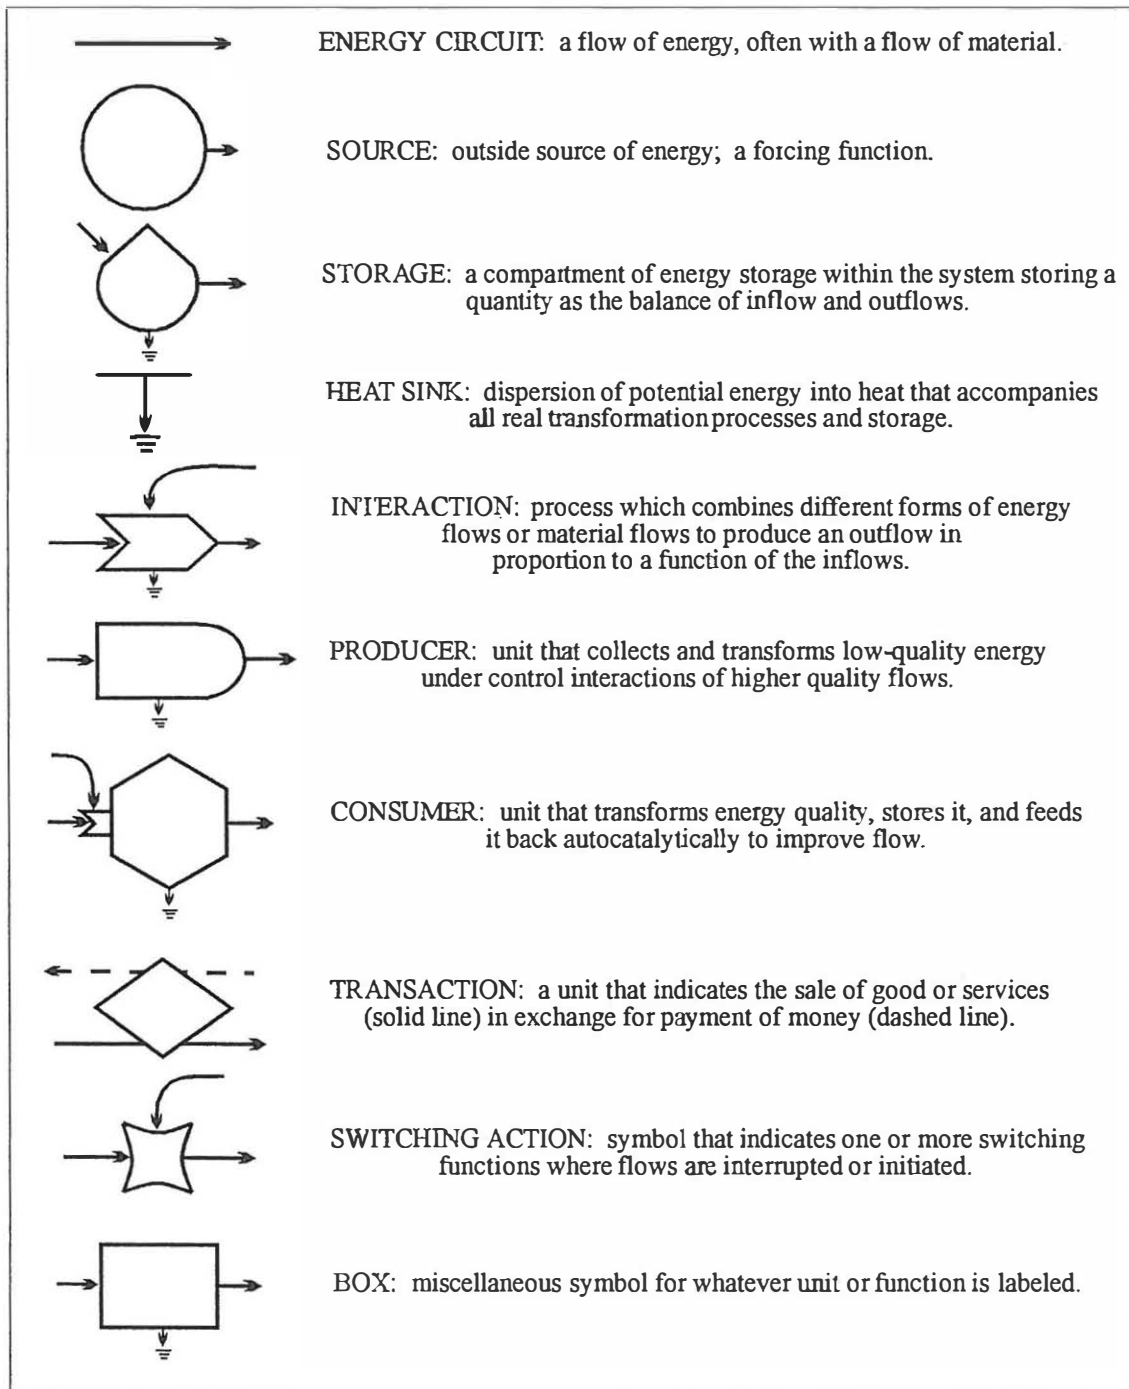 ENERGY CIRCUIT: a flow of energy, often with a flow of material.
SOURCE: outside source of energy; a forcing function.
STORAGE: a compartment of energy storage within the system storing a
quantity as the balance of inflow and outflows.
HEAT SINK: dispersion of potential energy into heat that accompanies
all real transformation processes and storage.
INTERACTION: process which combines different forms of energy
flows or material flows to produce an outflow in
proportion to a function of the inflows.
PRODUCER: unit that collects and transforms low-quality energy
under control interactions of higher quality flows.
CONSUMER: unit that transforms energy quality, stores it, and feeds
it back autocatalytically to improve flow.
TRANSACTION: a unit that indicates the sale of good or services
(solid line) in exchange for payment of money (dashed line).
SWITCHING ACTION: symbol that indicates one or more switching
functions where flows are interrupted or initiated.
BOX: miscellaneous symbol for whatever unit or function is labeled.